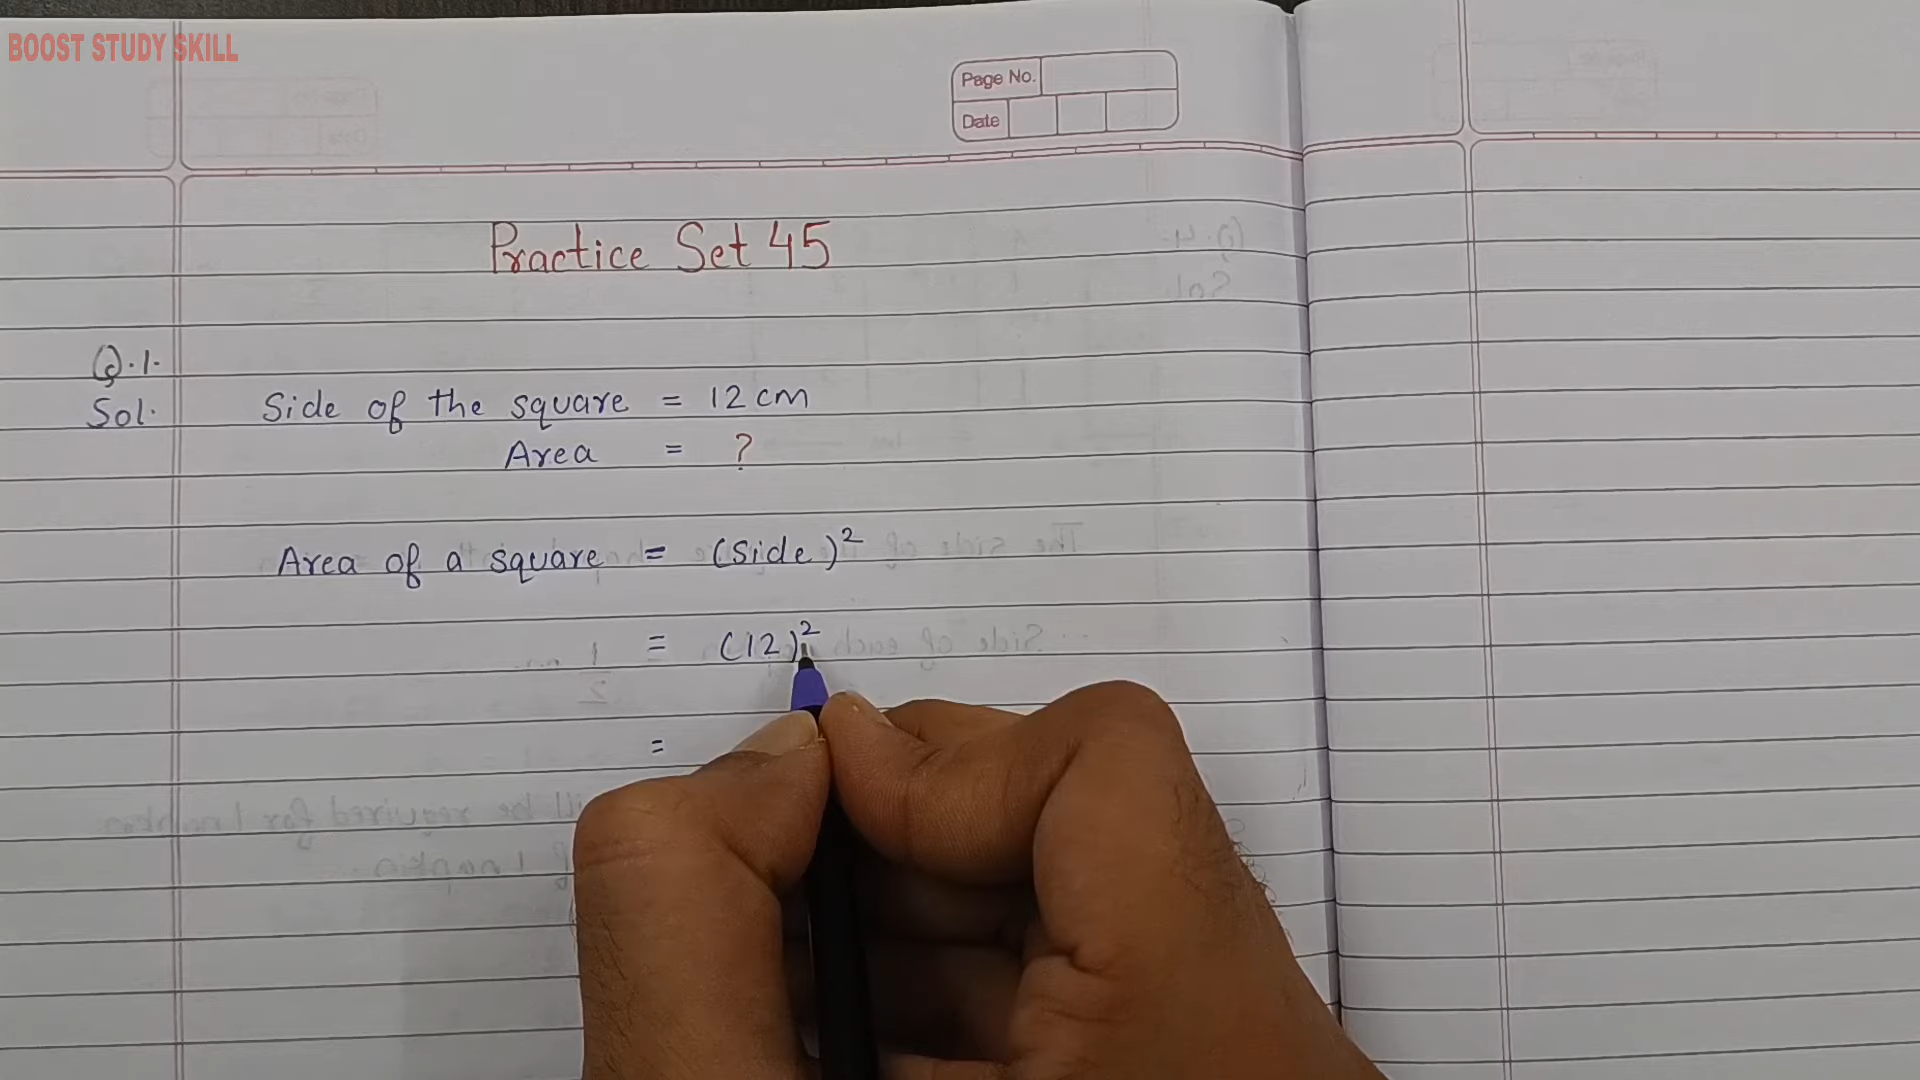 BOOST STUDY SKILL
Page No.
Date
Practice Set 45
Q.1.
Sol. Side of the square = 12 cm
Area = ?
Area of a square = (Side)²
= (12)²
=